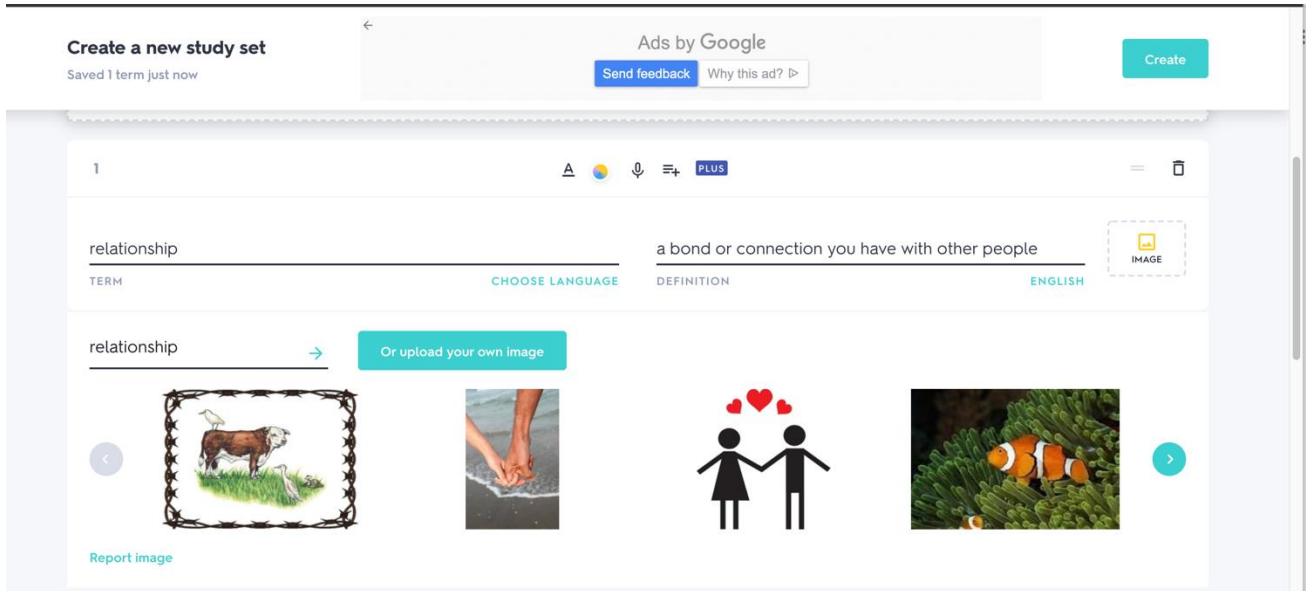 Create a new study set
Saved 1 term just now
Ads by Google
Send feedback
Why this ad?
Create
1
A
PLUS
relationship
a bond or connection you have with other people
IMAGE
TERM
CHOOSE LANGUAGE
DEFINITION
ENGLISH
relationship
Or upload your own image
Report image